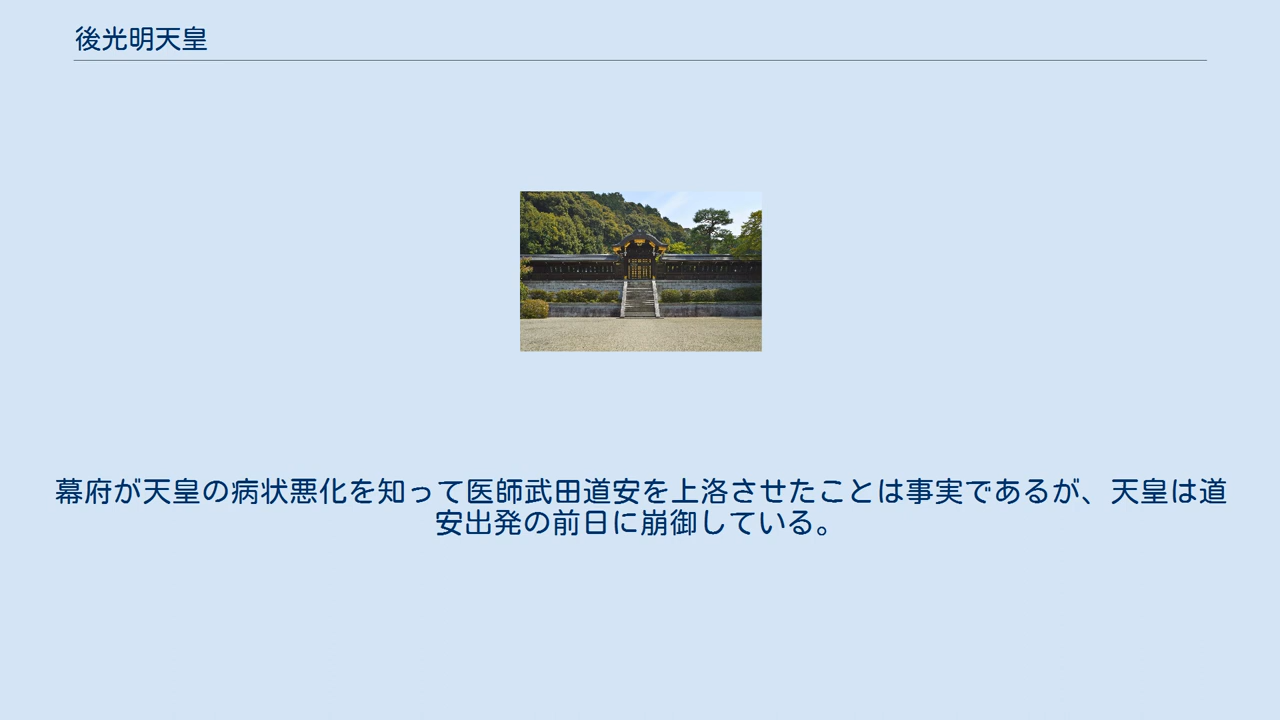 後光明天皇
幕府が天皇の病状悪化を知って医師武田道安を上洛させたことは事実であるが、天皇は道
安出発の前日に崩御している。